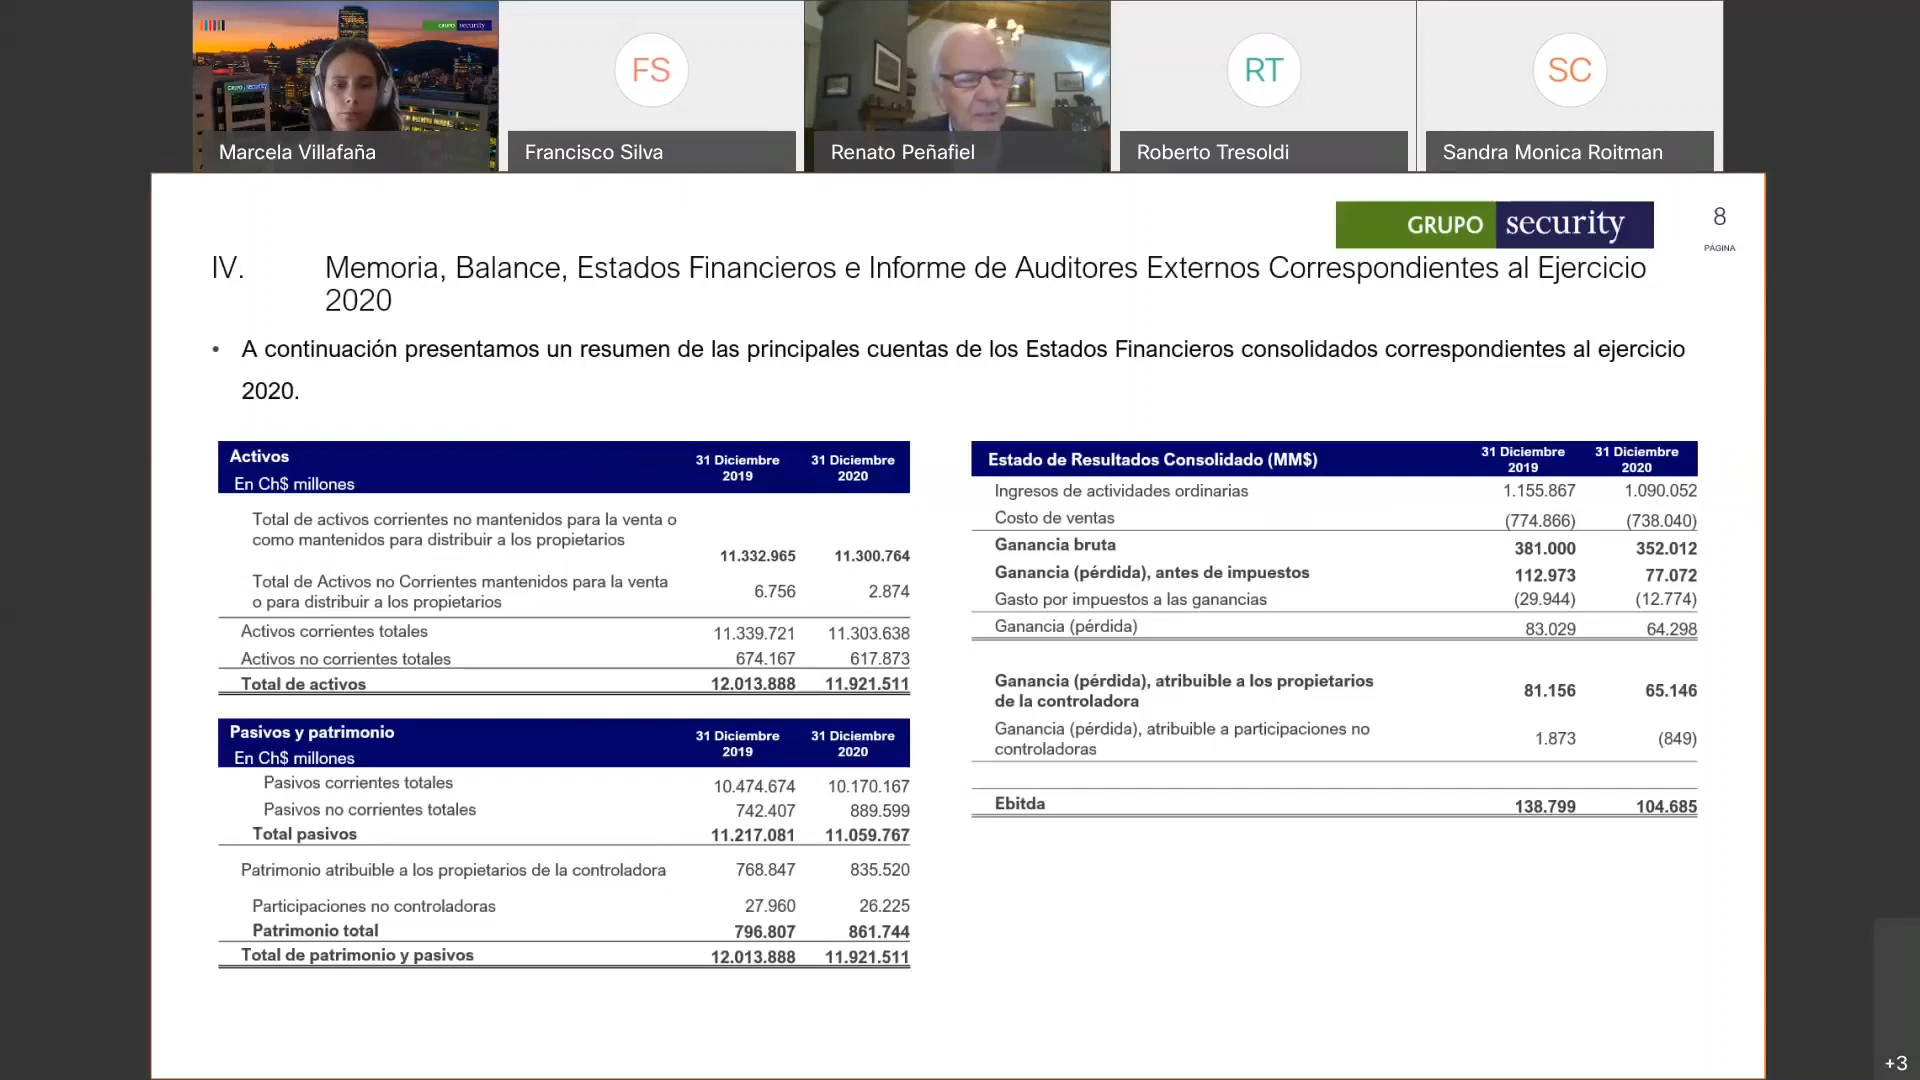 GRUPO security
GRUPO security
FS
RT
SC
Marcela Villafaña
Francisco Silva
Renato Peñafiel
Roberto Tresoldi
Sandra Monica Roitman
GRUPO security
8
PÁGINA
IV. Memoria, Balance, Estados Financieros e Informe de Auditores Externos Correspondientes al Ejercicio
2020
• A continuación presentamos un resumen de las principales cuentas de los Estados Financieros consolidados correspondientes al ejercicio
2020.
Activos
En Ch$ millones
31 Diciembre 31 Diciembre
2019 2020
Total de activos corrientes no mantenidos para la venta o
como mantenidos para distribuir a los propietarios
11.332.965 11.300.764
Total de Activos no Corrientes mantenidos para la venta
o para distribuir a los propietarios
6.756 2.874
Activos corrientes totales 11.339.721 11.303.638
Activos no corrientes totales 674.167 617.873
Total de activos 12.013.888 11.921.511
Pasivos y patrimonio
En Ch$ millones
31 Diciembre 31 Diciembre
2019 2020
Pasivos corrientes totales 10.474.674 10.170.167
Pasivos no corrientes totales 742.407 889.599
Total pasivos 11.217.081 11.059.767
Patrimonio atribuible a los propietarios de la controladora 768.847 835.520
Participaciones no controladoras 27.960 26.225
Patrimonio total 796.807 861.744
Total de patrimonio y pasivos 12.013.888 11.921.511
Estado de Resultados Consolidado (MM$)
31 Diciembre 31 Diciembre
2019 2020
Ingresos de actividades ordinarias 1.155.867 1.090.052
Costo de ventas (774.866) (738.040)
Ganancia bruta 381.000 352.012
Ganancia (pérdida), antes de impuestos 112.973 77.072
Gasto por impuestos a las ganancias (29.944) (12.774)
Ganancia (pérdida) 83.029 64.298
Ganancia (pérdida), atribuible a los propietarios
de la controladora
81.156 65.146
Ganancia (pérdida), atribuible a participaciones no
controladoras
1.873 (849)
Ebitda 138.799 104.685
+3